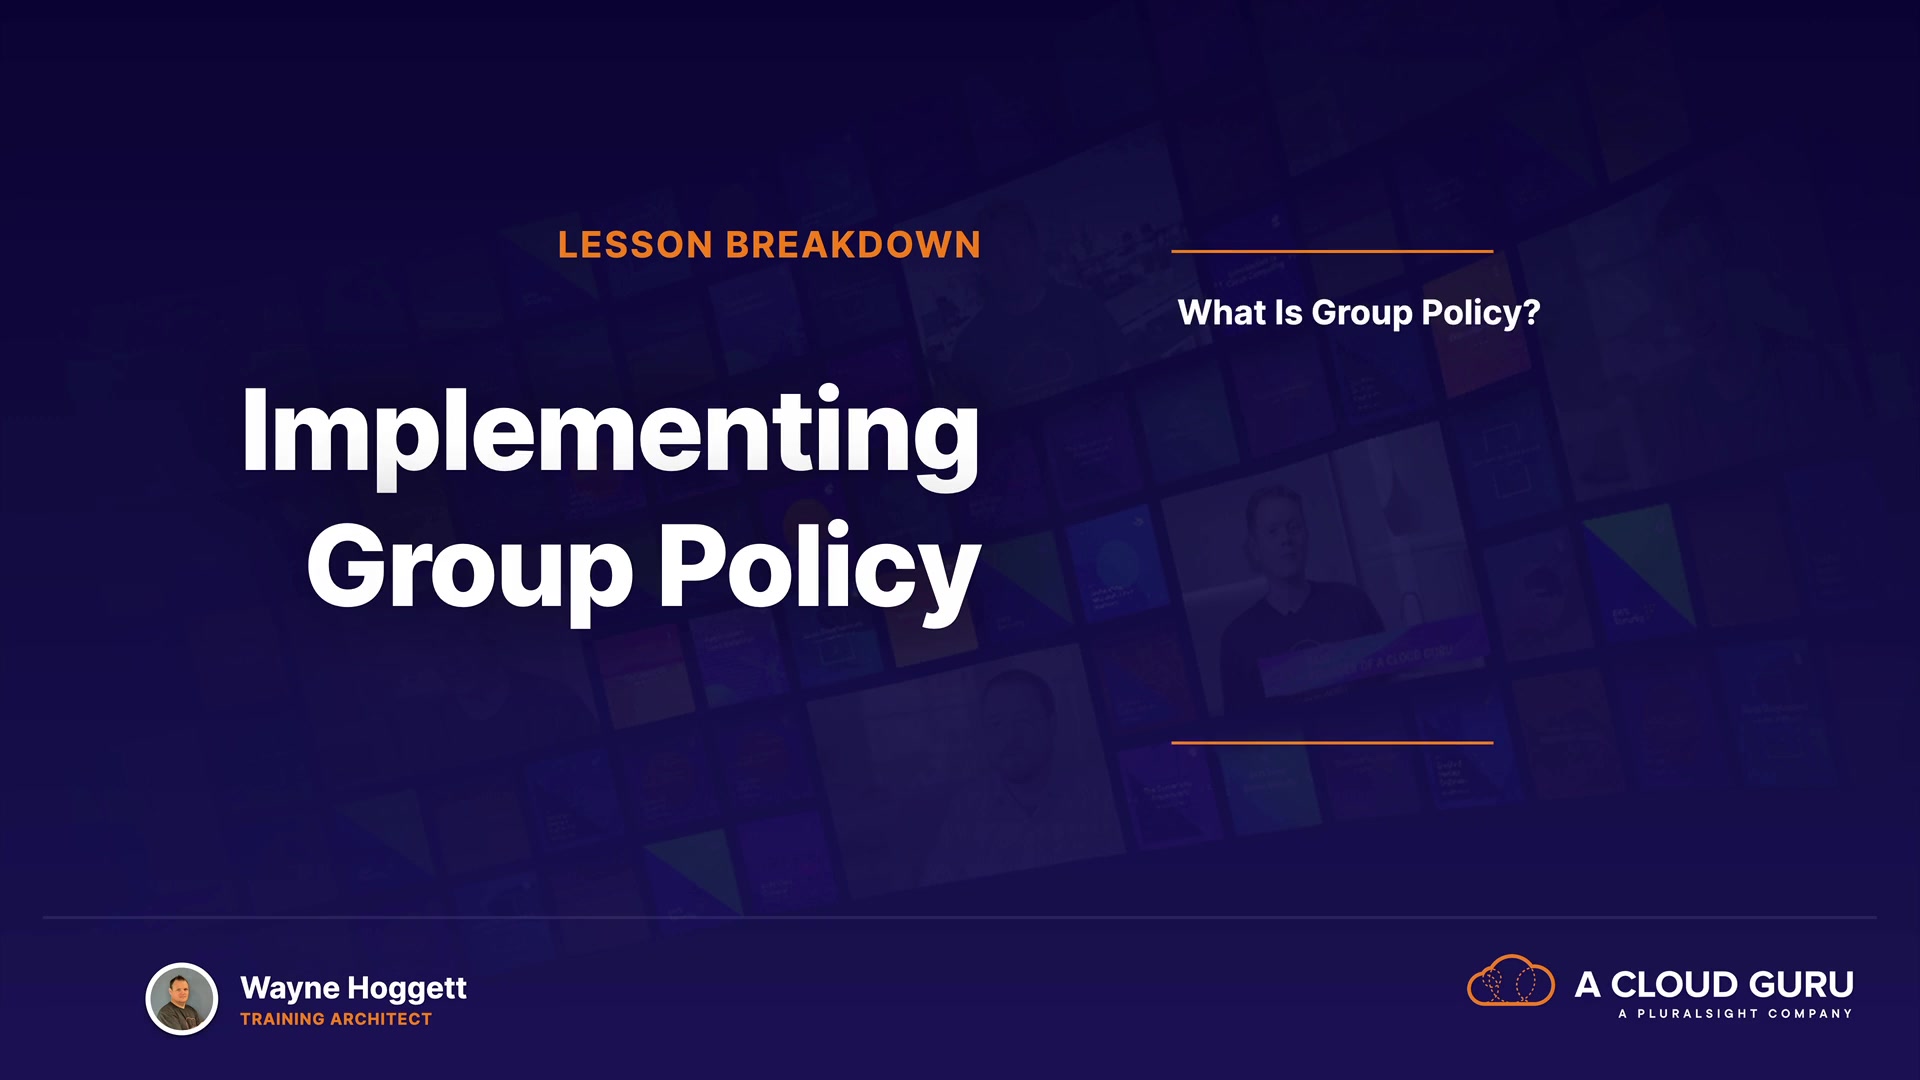 LESSON BREAKDOWN
Implementing
Group Policy
What Is Group Policy?
Wayne Hoggett
TRAINING ARCHITECT
A CLOUD GURU
A PLURALSIGHT COMPANY